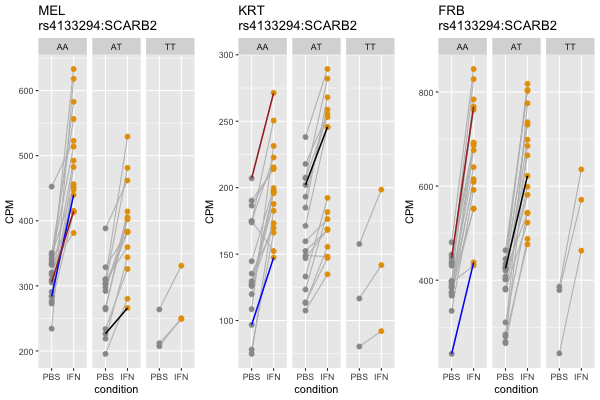 MEL
rs4133294:SCARB2
AA AT TT
CPM
600
500
400
300
200
PBS IFN PBS IFN PBS IFN
condition
KRT
rs4133294:SCARB2
AA AT TT
CPM
300
250
200
150
100
PBS IFN PBS IFN PBS IFN
condition
FRB
rs4133294:SCARB2
AA AT TT
CPM
800
600
400
PBS IFN PBS IFN PBS IFN
condition